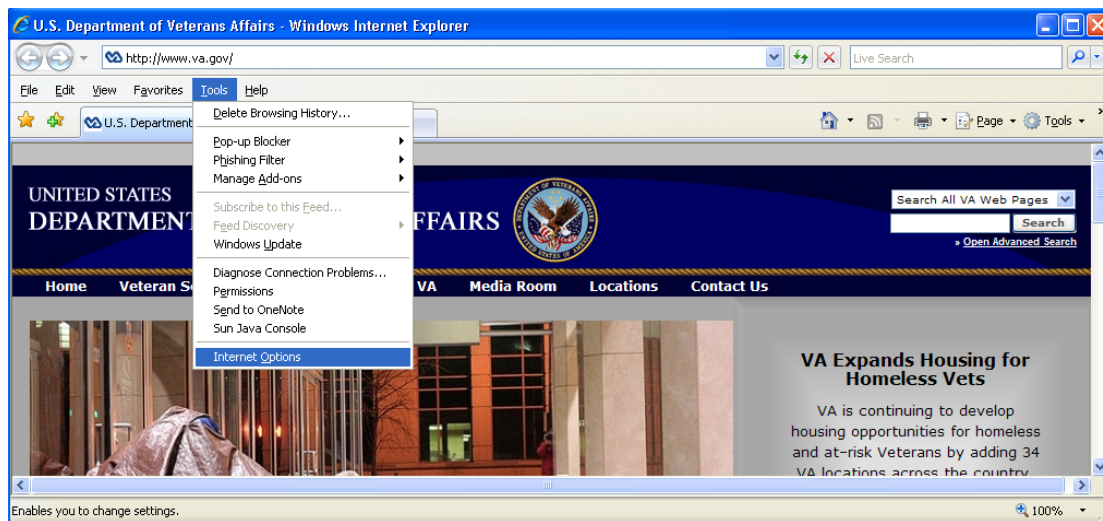 U.S. Department of Veterans Affairs - Windows Internet Explorer
http://www.va.gov/
Live Search
File Edit View Favorites Tools Help
U.S. Department
Page Tools
Delete Browsing History...
Pop-up Blocker
Phishing Filter
Manage Add-ons
Subscribe to this Feed...
Feed Discovery
Windows Update
Diagnose Connection Problems...
Permissions
Send to OneNote
Sun Java Console
Internet Options
UNITED STATES
DEPARTMENT FFAIRS
Search All VA Web Pages
Search
» Open Advanced Search
Home Veteran S VA Media Room Locations Contact Us
VA Expands Housing for
Homeless Vets
VA is continuing to develop
housing opportunities for homeless
and at-risk Veterans by adding 34
VA locations across the country
Enables you to change settings.
100%